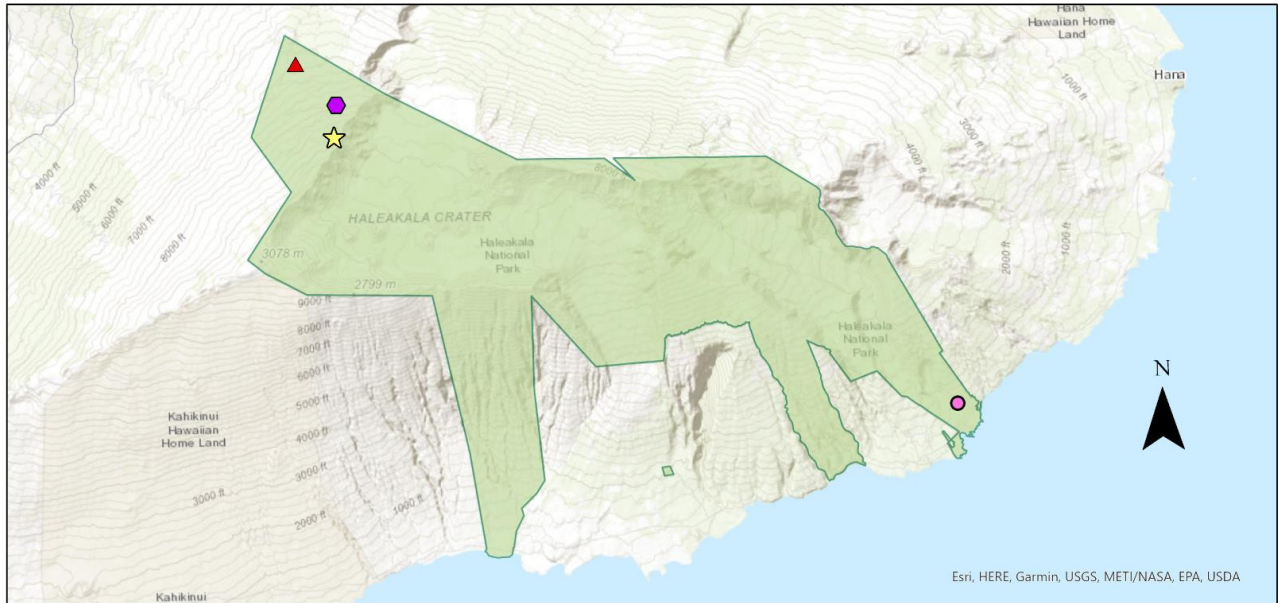 Hana
Hawaiian Home
Land
Hana
1000 ft
3000 ft
4000 ft
4000 ft
5000 ft
6000 ft
7000 ft
8000 ft
HALEAKALA CRATER
Haleakala
National
Park
3078 m
2799 m
2000 ft
1000 ft
9000 ft
8000 ft
7000 ft
6000 ft
5000 ft
4000 ft
3000 ft
2000 ft
3000 ft
1000 ft
Haleakala
National
Park
Kahikinui
Hawaiian
Home Land
N
Kahikinui
Esri, HERE, Garmin, USGS, METI/NASA, EPA, USDA